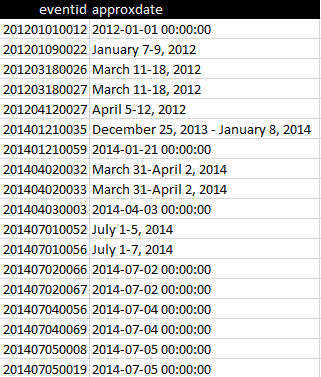 eventid approxdate
201201010012 2012-01-01 00:00:00
201201090022 January 7-9, 2012
201203180026 March 11-18, 2012
201203180027 March 11-18, 2012
201204120027 April 5-12, 2012
201401210035 December 25, 2013 - January 8, 2014
201401210059 2014-01-21 00:00:00
201404020032 March 31-April 2, 2014
201404020033 March 31-April 2, 2014
201404030003 2014-04-03 00:00:00
201407010052 July 1-5, 2014
201407010056 July 1-7, 2014
201407020066 2014-07-02 00:00:00
201407020067 2014-07-02 00:00:00
201407040056 2014-07-04 00:00:00
201407040069 2014-07-04 00:00:00
201407050008 2014-07-05 00:00:00
201407050019 2014-07-05 00:00:00